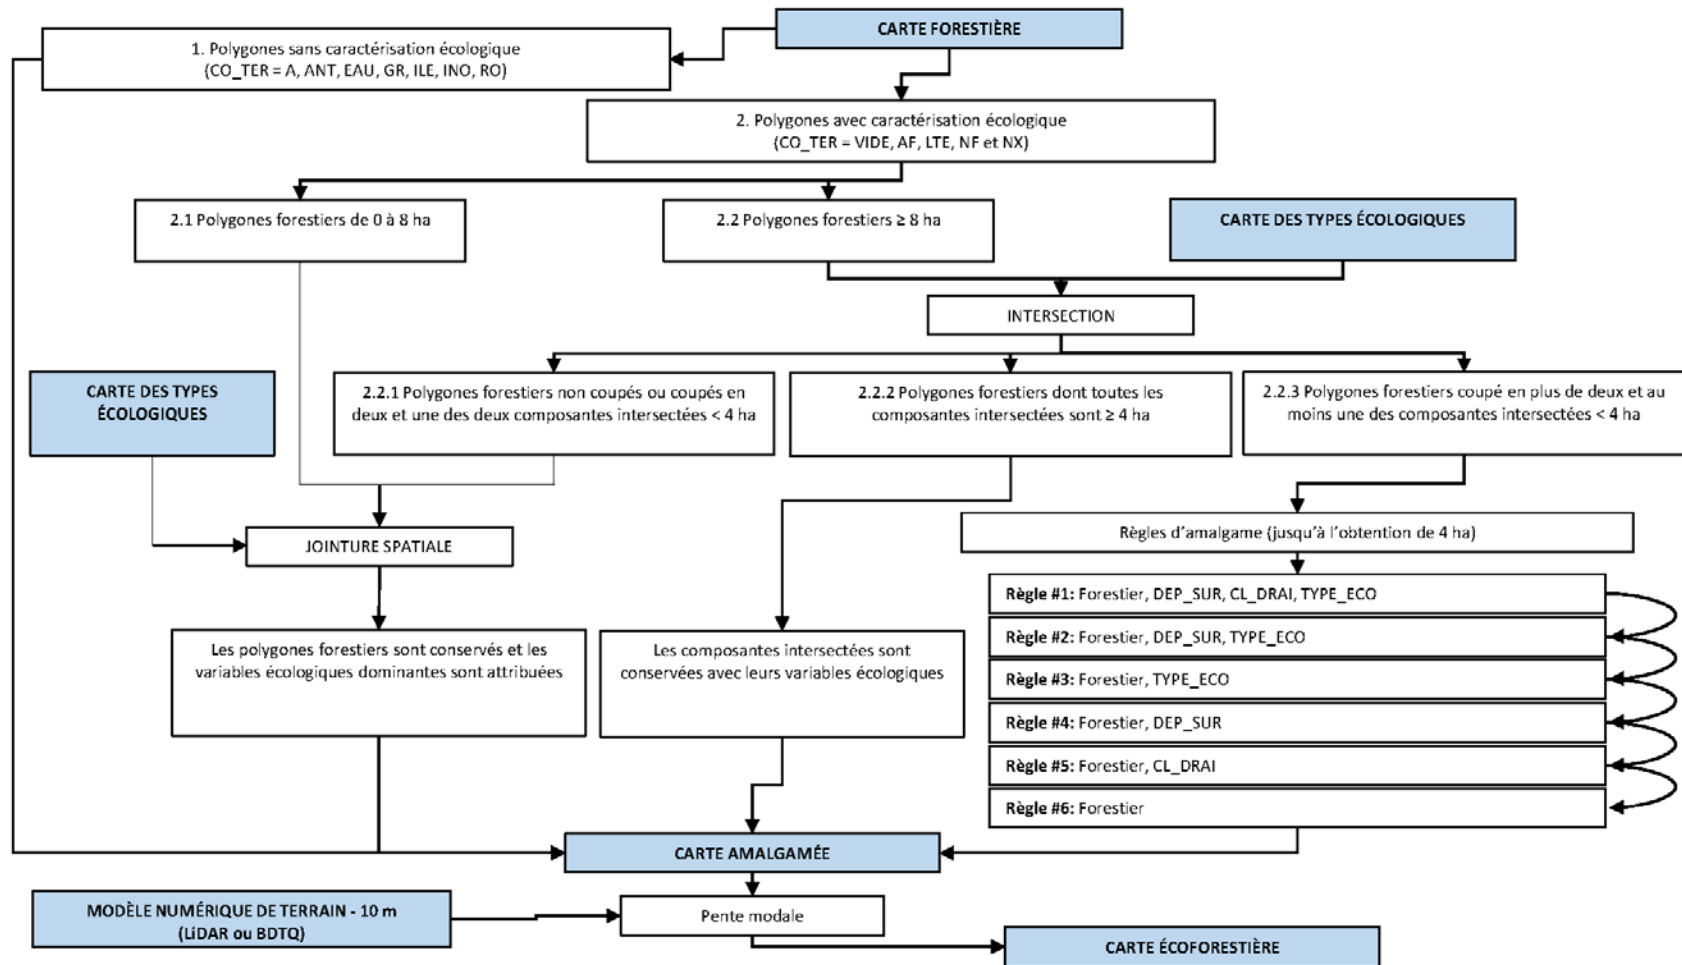 CARTE FORESTIÈRE
1. Polygones sans caractérisation écologique
(CO_TER = A, ANT, EAU, GR, ILE, INO, RO)
2. Polygones avec caractérisation écologique
(CO_TER = VIDE, AF, LTE, NF et NX)
2.1 Polygones forestiers de 0 à 8 ha
2.2 Polygones forestiers ≥ 8 ha
CARTE DES TYPES ÉCOLOGIQUES
INTERSECTION
CARTE DES TYPES
ÉCOLOGIQUES
2.2.1 Polygones forestiers non coupés ou coupés en
deux et une des deux composantes intersectées < 4 ha
2.2.2 Polygones forestiers dont toutes les
composantes intersectées sont ≥ 4 ha
2.2.3 Polygones forestiers coupé en plus de deux et au
moins une des composantes intersectées < 4 ha
JOINTURE SPATIALE
Règles d'amalgame (jusqu'à l'obtention de 4 ha)
Règle #1: Forestier, DEP_SUR, CL_DRAI, TYPE_ECO
Règle #2: Forestier, DEP_SUR, TYPE_ECO
Règle #3: Forestier, TYPE_ECO
Règle #4: Forestier, DEP_SUR
Règle #5: Forestier, CL_DRAI
Règle #6: Forestier
Les polygones forestiers sont conservés et les
variables écologiques dominantes sont attribuées
Les composantes intersectées sont
conservées avec leurs variables écologiques
CARTE AMALGAMÉE
MODÈLE NUMÉRIQUE DE TERRAIN - 10 m
(LiDAR ou BDTQ)
Pente modale
CARTE ÉCOFORESTIÈRE